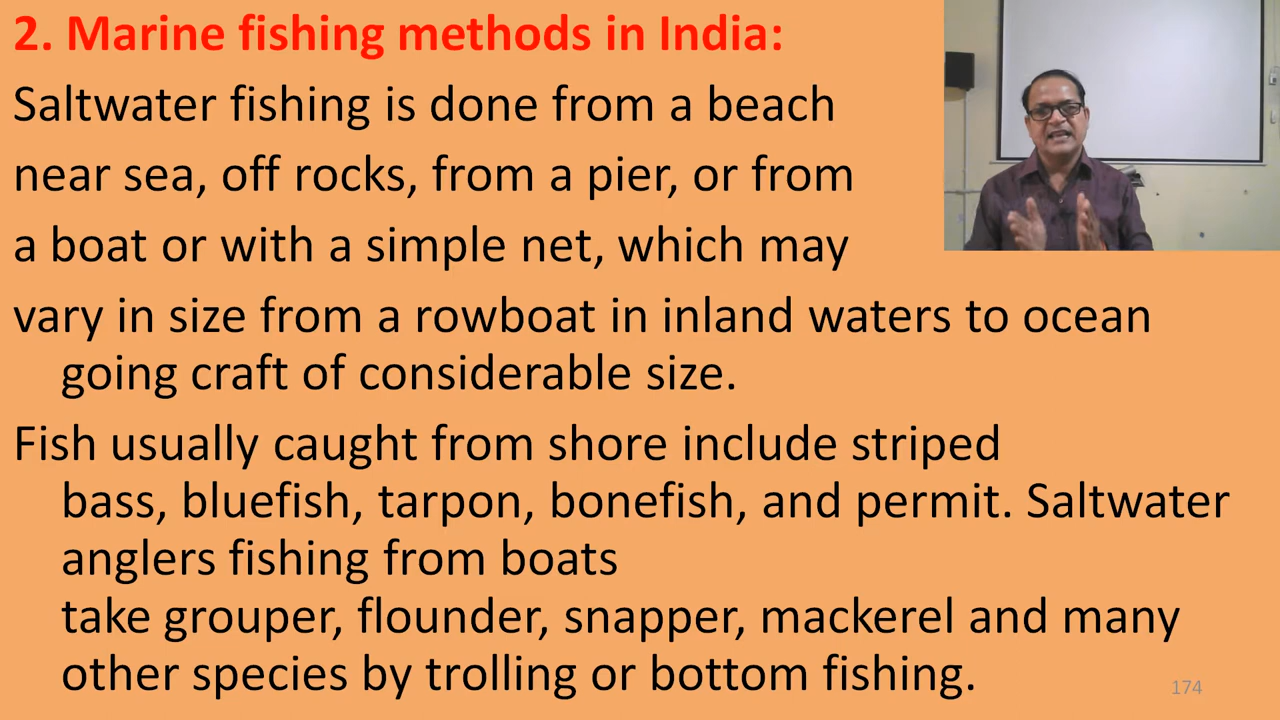 2. Marine fishing methods in India:
Saltwater fishing is done from a beach
near sea, off rocks, from a pier, or from
a boat or with a simple net, which may
vary in size from a rowboat in inland waters to ocean
going craft of considerable size.
Fish usually caught from shore include striped
bass, bluefish, tarpon, bonefish, and permit. Saltwater
anglers fishing from boats
take grouper, flounder, snapper, mackerel and many
other species by trolling or bottom fishing.
174